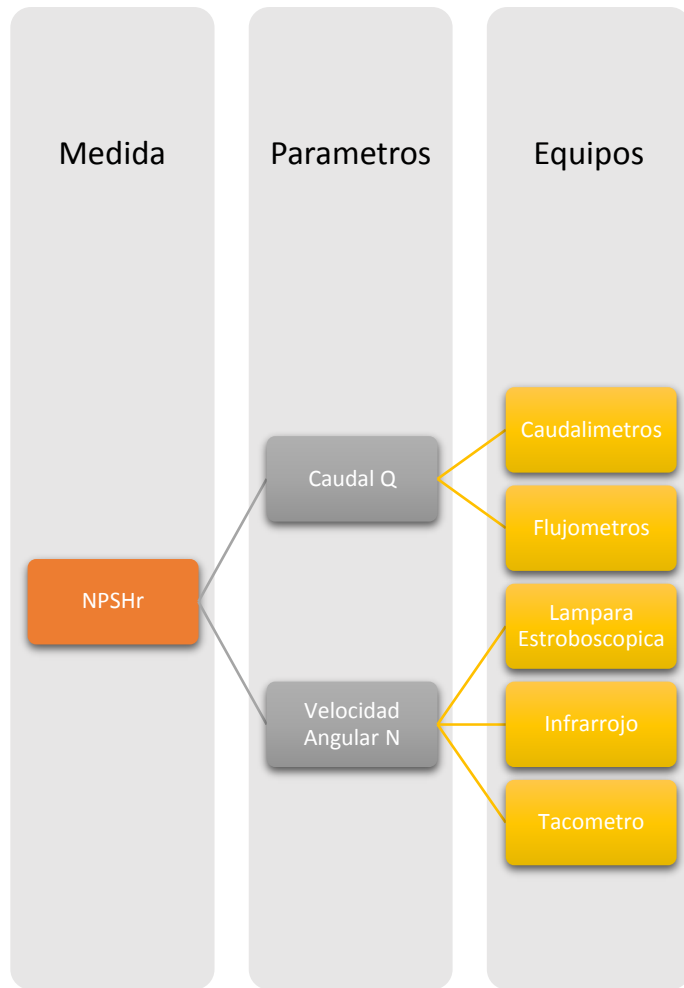 Medida
Parametros
Equipos
NPSHr
Caudal Q
Velocidad
Angular N
Caudalimetros
Flujometros
Lampara
Estroboscopica
Infrarrojo
Tacometro